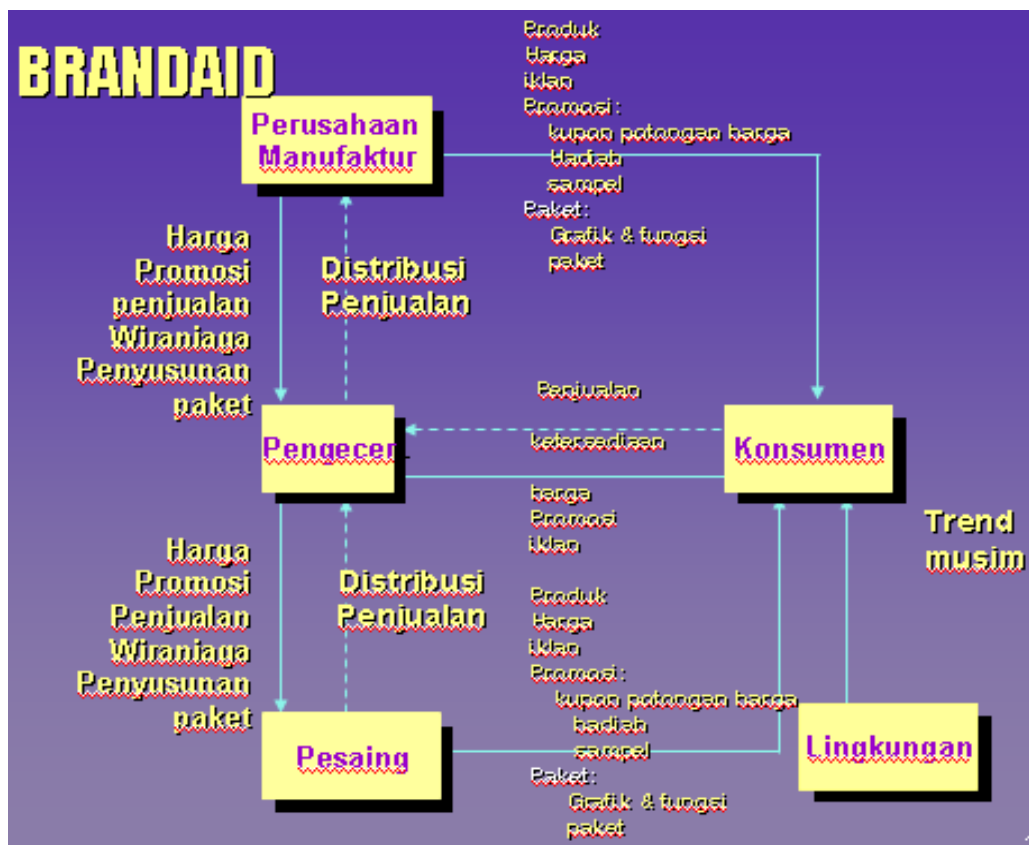 BRANDAID
Produk
Harga
iklan
Promosi:
kupon potongan harga
Hadiah
sampel
Paket:
Grafik & fungsi
paket
Perusahaan
Manufaktur
Harga
Promosi
penjualan
Wiraniaga
Penyusunan
paket
Distribusi
Penjualan
Penjualan
ketersediaan
Pengecer
Konsumen
harga
Promosi
iklan
Trend
musim
Harga
Promosi
Penjualan
Wiraniaga
Penyusunan
paket
Distribusi
Penjualan
Produk
Harga
iklan
Promosi:
kupon potongan harga
hadiah
sampel
Paket:
Grafik & fungsi
paket
Pesaing
Lingkungan